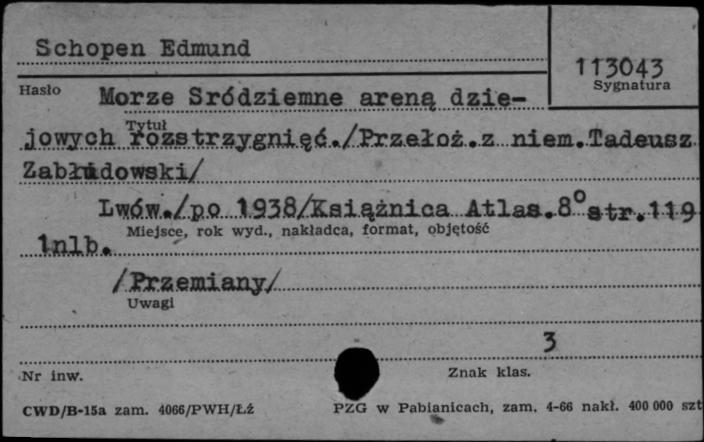 Schopen Edmund
113043
Sygnatura
Hasło
Morze Sródziemne areną dzie-
Tytuł
jowych rozstrzygnięć./Przełoż.z niem.Tadeusz
Zabłudowski/
Lwów./po 1938/Książnica Atlas.8° str.119
Miejsce, rok wyd., nakładca, format, objętość
1nlb.
/Przemiany/
Uwagi
3
Nr inw.
Znak klas.
CWD/B-15a zam. 4066/PWH/Łź
PZG w Pabianicach, zam. 4-66 nakł. 400 000 szt